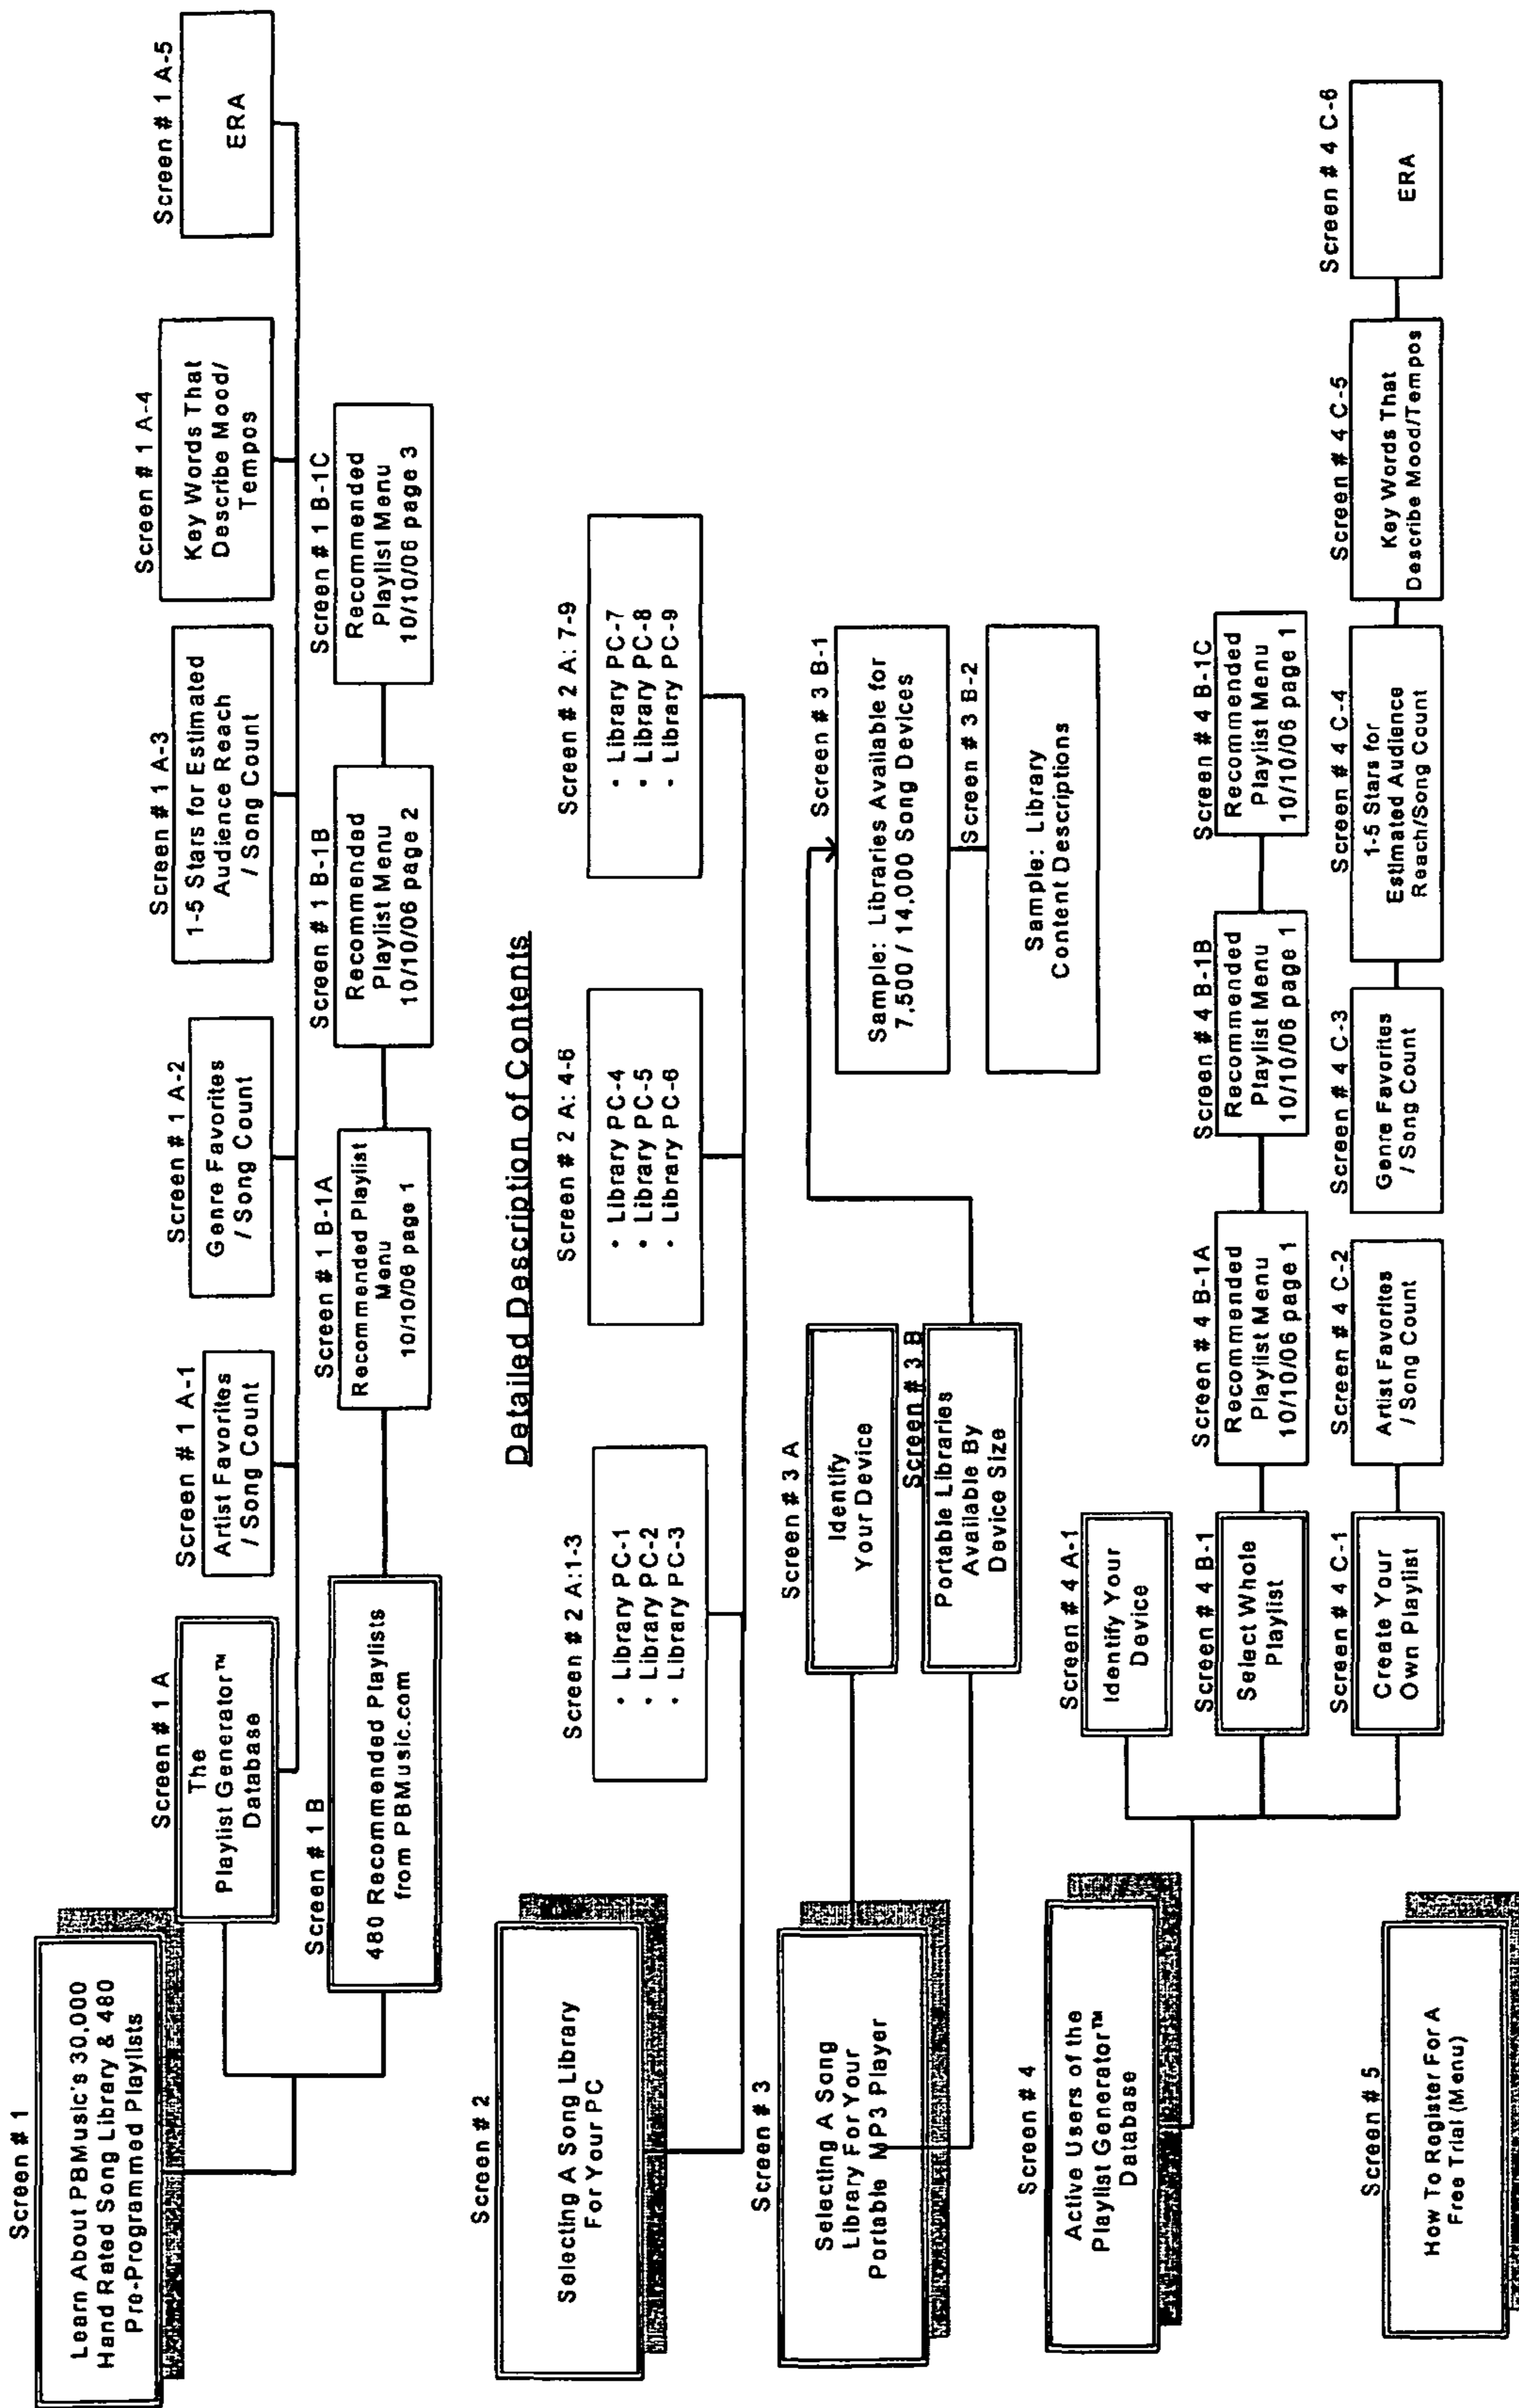 Screen # 1
Learn About PBMusic's 30,000
Hand Rated Song Library & 480
Pre-Programmed Playlists
Screen # 1 A
The
Playlist Generator™
Database
Screen # 1 A-1
Artist Favorites
/ Song Count
Screen # 1 A-2
Genre Favorites
/ Song Count
Screen # 1 A-3
1-5 Stars for Estimated
Audience Reach
/ Song Count
Screen # 1 A-4
Key Words That
Describe Mood/
Tempos
Screen # 1 A-5
ERA
Screen # 1 B
480 Recommended Playlists
from PBMusic.com
Screen # 1 B-1A
Recommended Playlist
Menu
10/10/06 page 1
Screen # 1 B-1B
Recommended
Playlist Menu
10/10/06 page 2
Screen # 1 B-1C
Recommended
Playlist Menu
10/10/06 page 3
Detailed Description of Contents
Screen # 2
Selecting A Song Library
For Your PC
Screen # 2 A:1-3
• Library PC-1
• Library PC-2
• Library PC-3
Screen # 2 A: 4-6
• Library PC-4
• Library PC-5
• Library PC-6
Screen # 2 A: 7-9
• Library PC-7
• Library PC-8
• Library PC-9
Screen # 3
Selecting A Song
Library For Your
Portable MP3 Player
Screen # 3 A
Identify
Your Device
Screen # 3 B
Portable Libraries
Available By
Device Size
Screen # 3 B-1
Sample: Libraries Available for
7,500 / 14,000 Song Devices
Screen # 3 B-2
Sample: Library
Content Descriptions
Screen # 4
Active Users of the
Playlist Generator™
Database
Screen # 4 A-1
Identify Your
Device
Screen # 4 B-1
Select Whole
Playlist
Screen # 4 B-1A
Recommended
Playlist Menu
10/10/06 page 1
Screen # 4 B-1B
Recommended
Playlist Menu
10/10/06 page 1
Screen # 4 B-1C
Recommended
Playlist Menu
10/10/06 page 1
Screen # 4 C-1
Create Your
Own Playlist
Screen # 4 C-2
Artist Favorites
/ Song Count
Screen # 4 C-3
Genre Favorites
/ Song Count
Screen # 4 C-4
1-5 Stars for
Estimated Audience
Reach/Song Count
Screen # 4 C-5
Key Words That
Describe Mood/Tempos
Screen # 4 C-6
ERA
Screen # 5
How To Register For A
Free Trial (Menu)